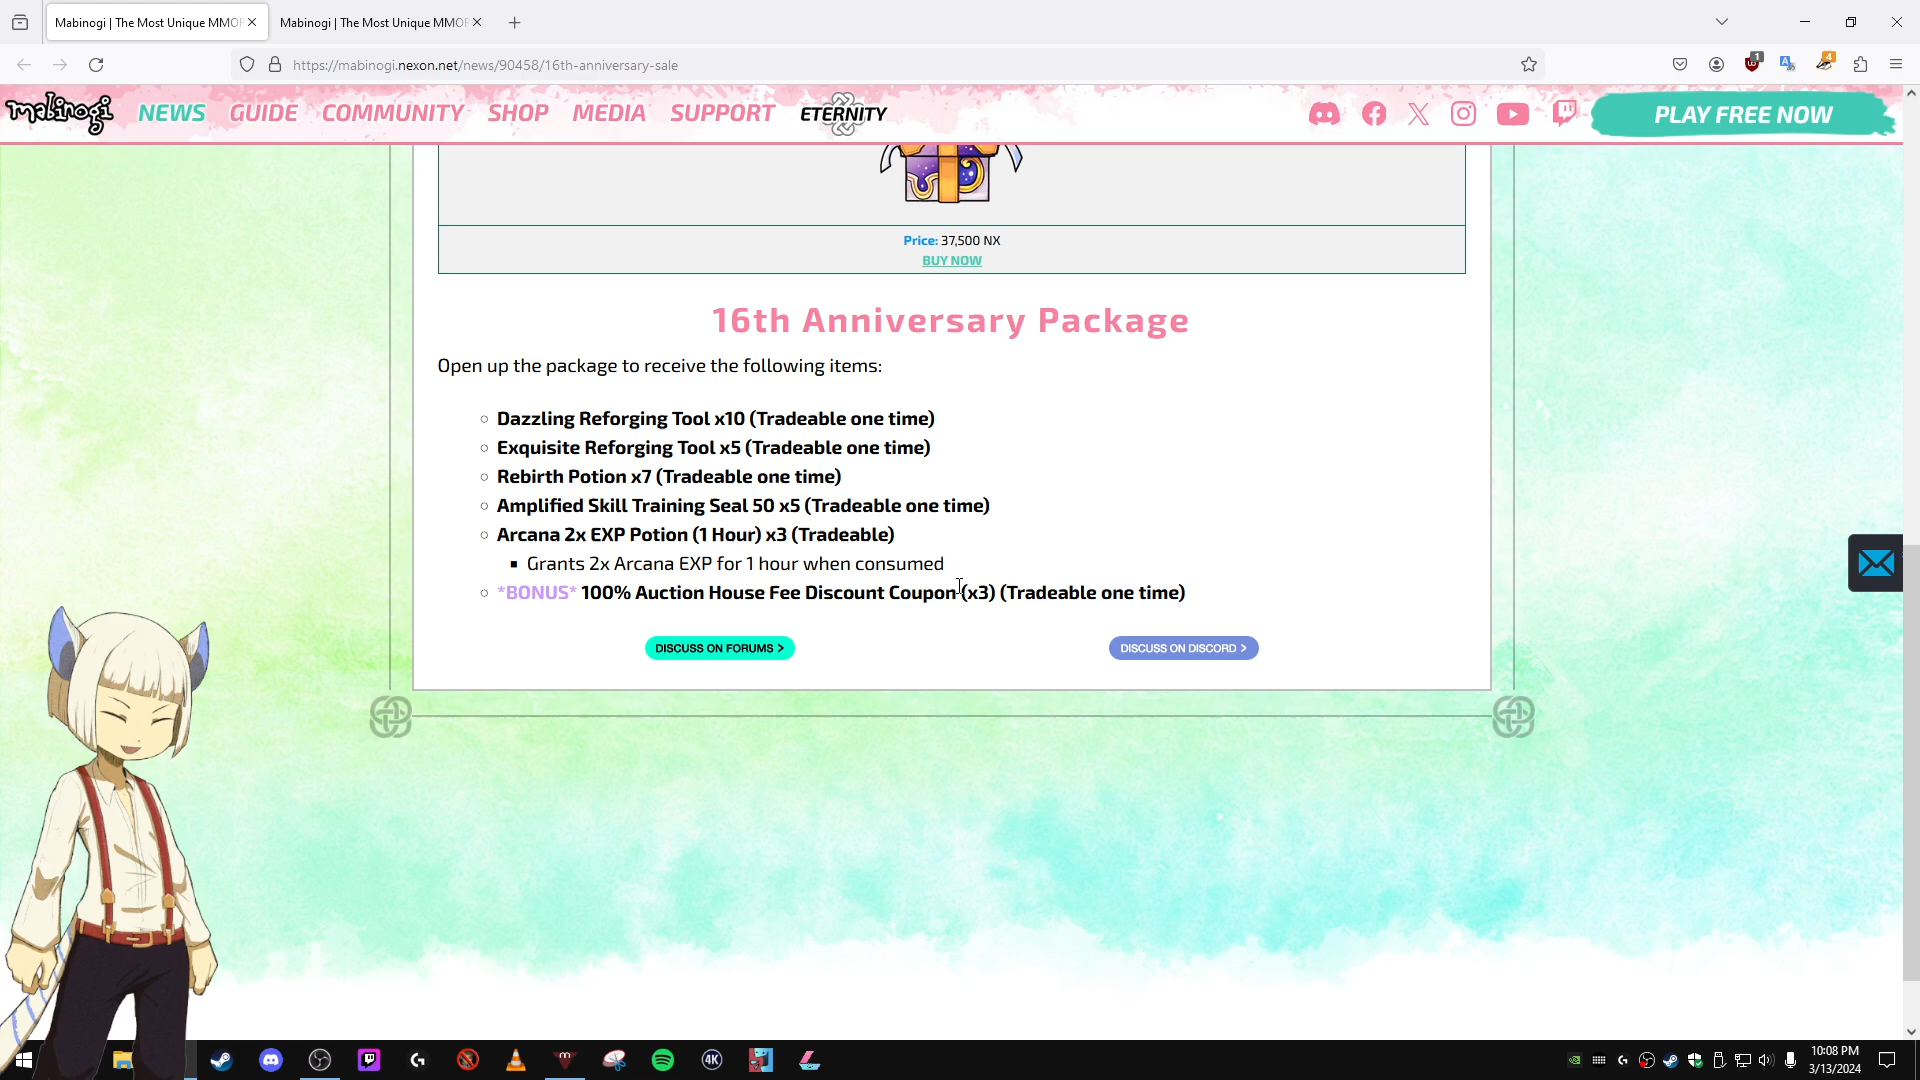 Mabinogi | The Most Unique MMOR
Mabinogi | The Most Unique MMOR
https://mabinogi.nexon.net/news/90458/16th-anniversary-sale
1
4
mabinogi
NEWS
GUIDE
COMMUNITY
SHOP
MEDIA
SUPPORT
ETERNITY
PLAY FREE NOW
Price: 37,500 NX
BUY NOW
16th Anniversary Package
Open up the package to receive the following items:
Dazzling Reforging Tool x10 (Tradeable one time)
Exquisite Reforging Tool x5 (Tradeable one time)
Rebirth Potion x7 (Tradeable one time)
Amplified Skill Training Seal 50 x5 (Tradeable one time)
Arcana 2x EXP Potion (1 Hour) x3 (Tradeable)
Grants 2x Arcana EXP for 1 hour when consumed
*BONUS* 100% Auction House Fee Discount Coupon (x3) (Tradeable one time)
DISCUSS ON FORUMS >
DISCUSS ON DISCORD >
4K
10:08 PM
3/13/2024